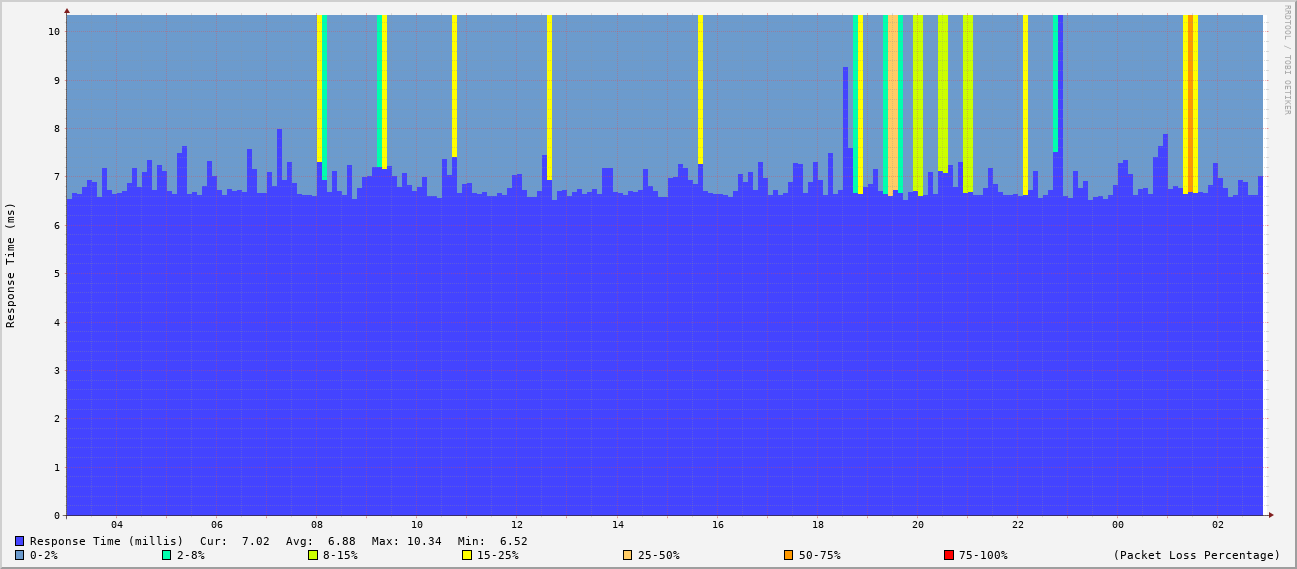 RRDTOOL / TOBI OETIKER
Response Time (ms)
10
9
8
7
6
5
4
3
2
1
0
04 06 08 10 12 14 16 18 20 22 00 02
Response Time (millis) Cur: 7.02 Avg: 6.88 Max: 10.34 Min: 6.52
0-2% 2-8% 8-15% 15-25% 25-50% 50-75% 75-100% (Packet Loss Percentage)